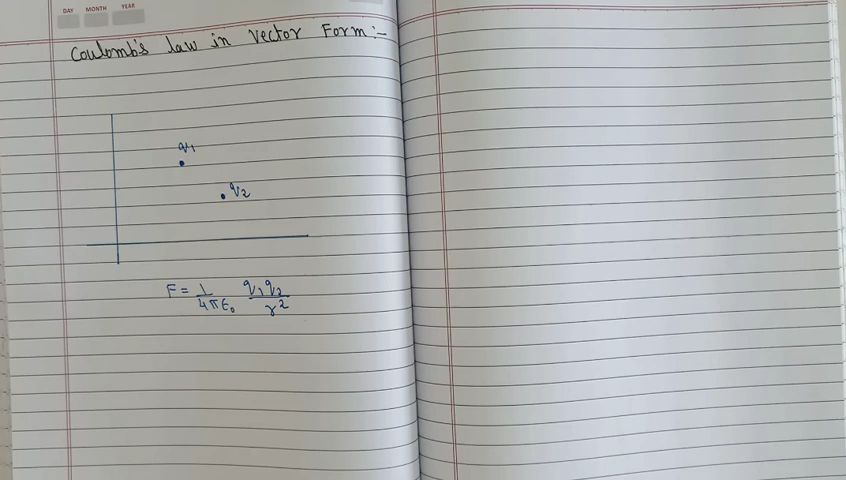 DAY MONTH YEAR
Coulomb's law in vector Form :-
q1
q2
F = 1/4πε₀ q1q2/r²